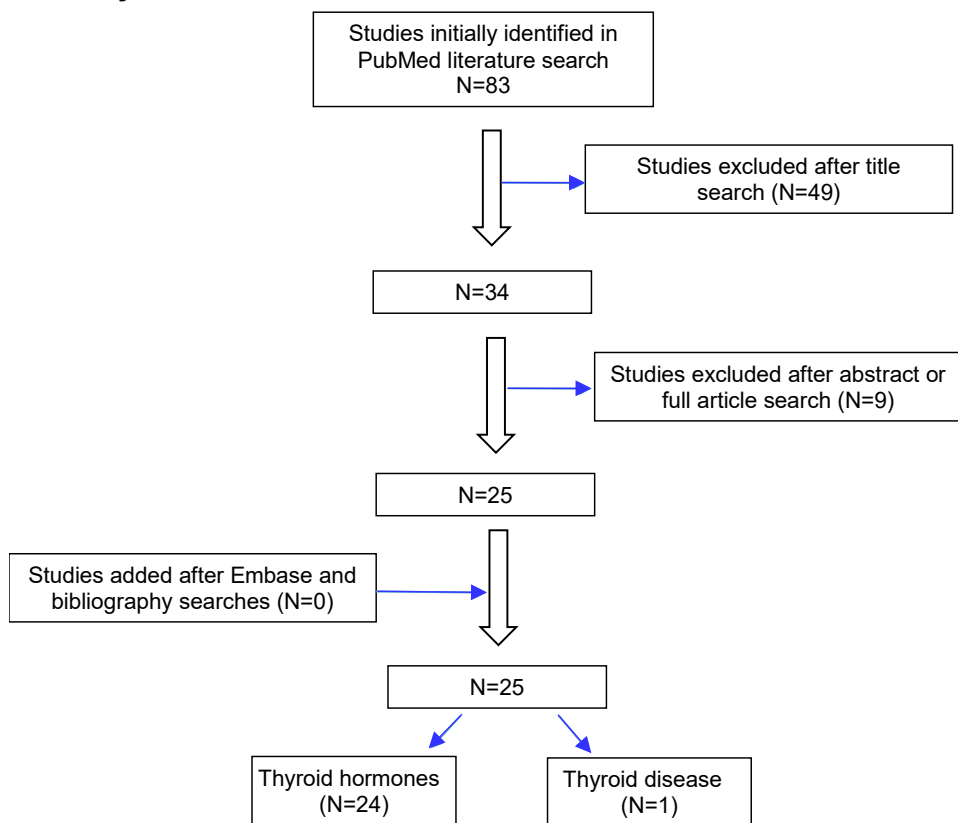 Studies initially identified in
PubMed literature search
N=83
Studies excluded after title
search (N=49)
N=34
Studies excluded after abstract or
full article search (N=9)
N=25
Studies added after Embase and
bibliography searches (N=0)
N=25
Thyroid hormones
(N=24)
Thyroid disease
(N=1)